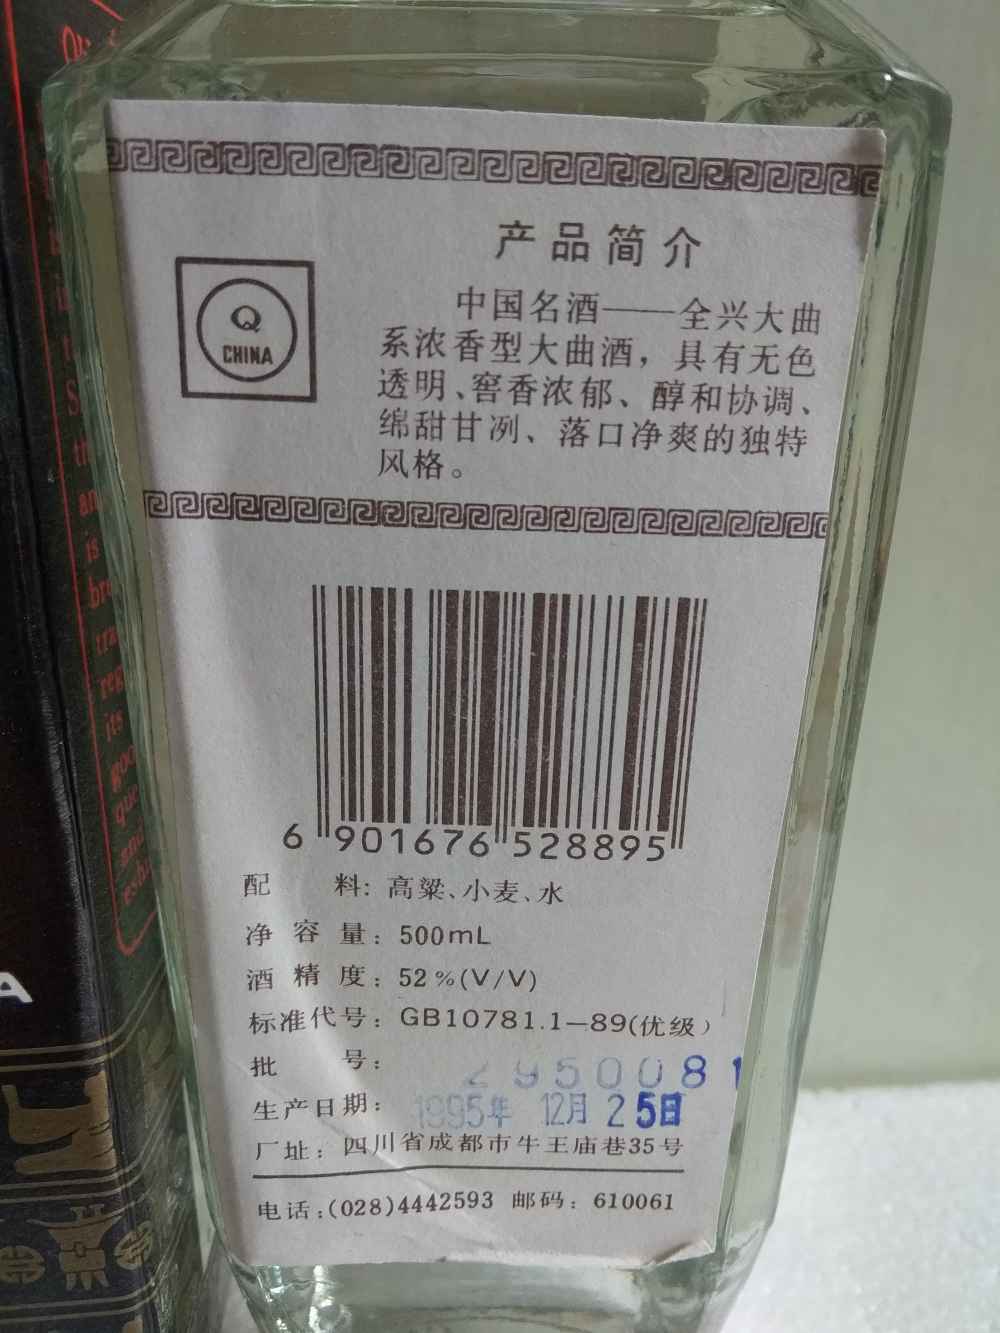 产品简介
Q
CHINA
中国名酒——全兴大曲
系浓香型大曲酒，具有无色
透明、窖香浓郁、醇和协调、
绵甜甘冽、落口净爽的独特
风格。
6 901676 528895
配 料：高粱、小麦、水
净容量：500mL
酒精度：52%(V/V)
标准代号：GB10781.1—89(优级)
批 号：2950081
生产日期：1995年 12月 25日
厂址：四川省成都市牛王庙巷35号
电话：(028)4442593 邮码：610061
is
its
A